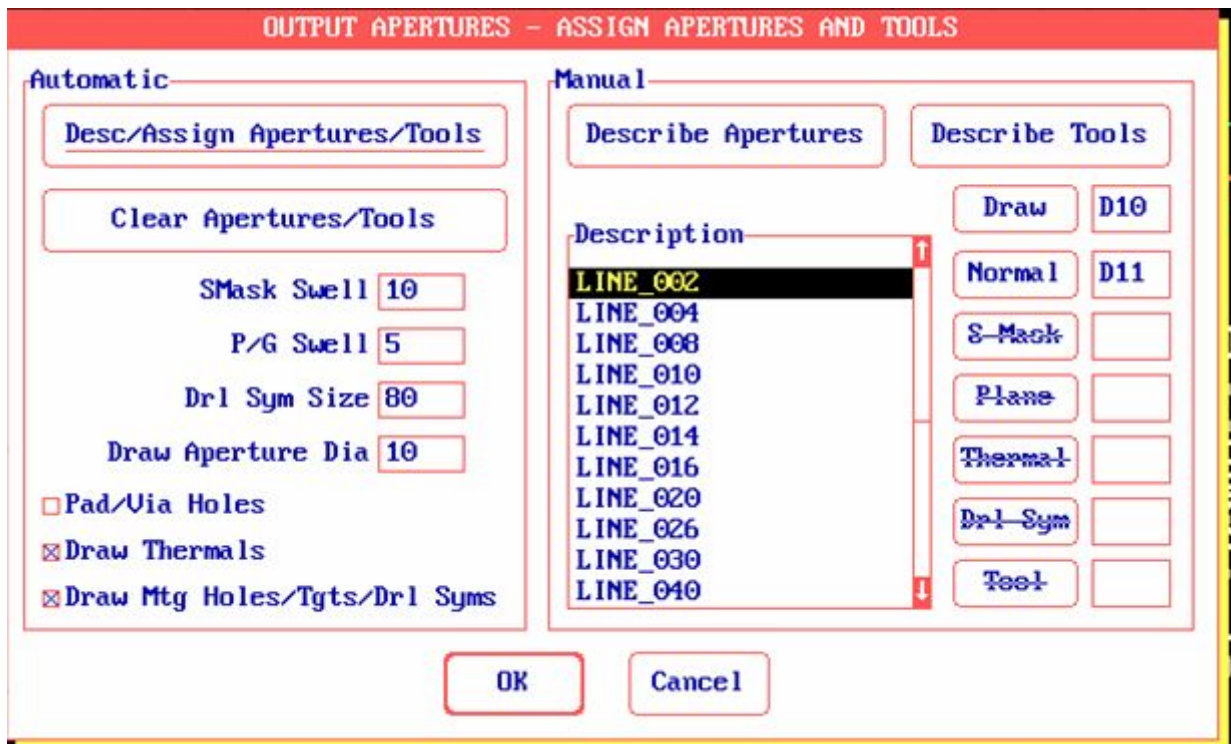 OUTPUT APERTURES - ASSIGN APERTURES AND TOOLS
Automatic
Desc/Assign Apertures/Tools
Clear Apertures/Tools
SMask Swell 10
P/G Swell 5
Drl Sym Size 80
Draw Aperture Dia 10
Pad/Via Holes
Draw Thermals
Draw Mtg Holes/Tgts/Drl Syms
Manual
Describe Apertures
Describe Tools
Description
LINE_002
LINE_004
LINE_008
LINE_010
LINE_012
LINE_014
LINE_016
LINE_020
LINE_026
LINE_030
LINE_040
Draw D10
Normal D11
S-Mask
Plane
Thermal
Drl Sym
Tool
OK
Cancel